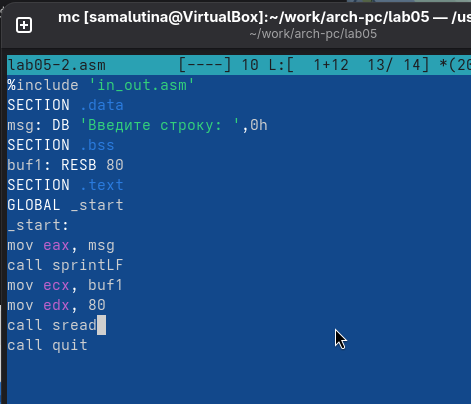 mc [samalutina@VirtualBox]:~/work/arch-pc/lab05 — /us
~/work/arch-pc/lab05
lab05-2.asm [----] 10 L:[ 1+12 13/ 14] *(20
%include 'in_out.asm'
SECTION .data
msg: DB 'Введите строку: ',0h
SECTION .bss
buf1: RESB 80
SECTION .text
GLOBAL _start
_start:
mov eax, msg
call sprintLF
mov ecx, buf1
mov edx, 80
call sread
call quit